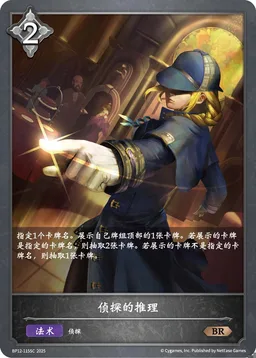 2
指定1个卡牌名。展示自己牌组顶部的1张卡牌。若展示的卡牌
是指定的卡牌名，则抽取2张卡牌。若展示的卡牌不是指定的卡牌
名，则抽取1张卡牌。
侦探的推理
法术 侦探
BR
BP12-115SC 2025
© Cygames, Inc. Published by NetEase Games